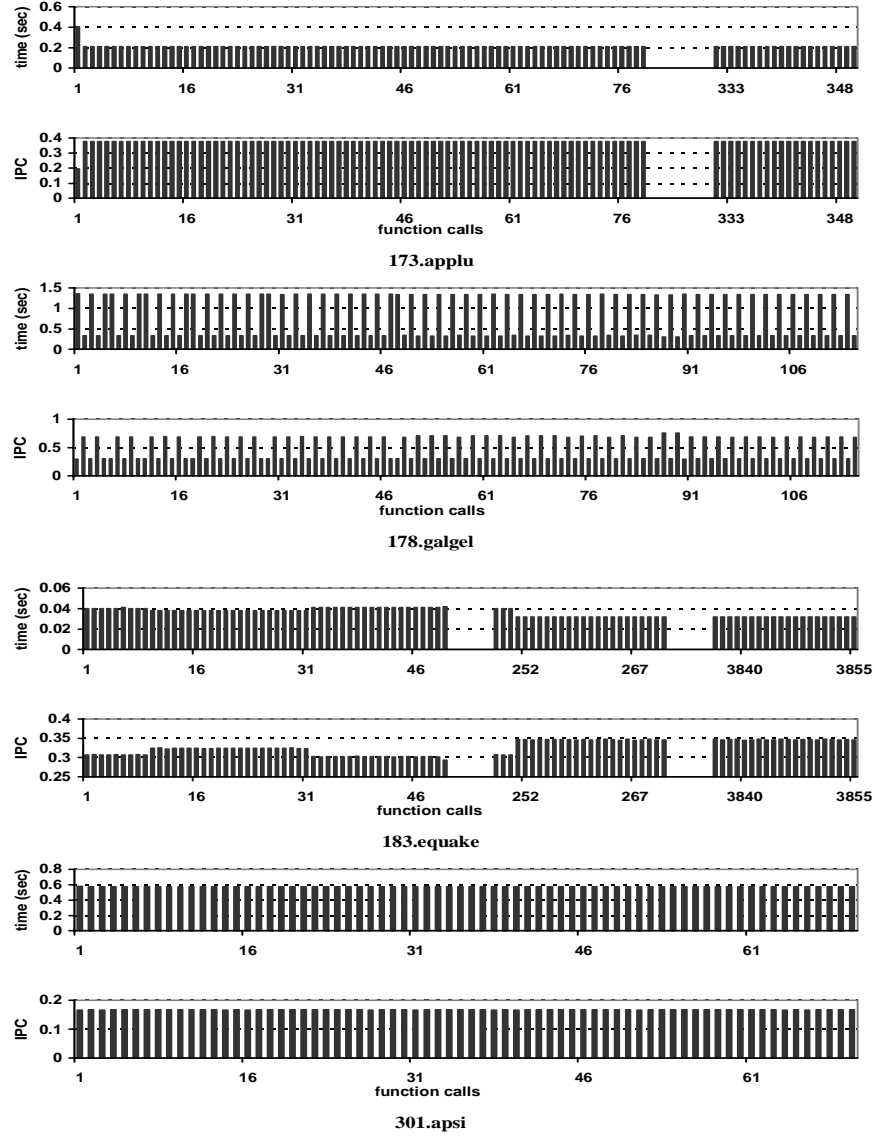 0.6
0.4
0.2
0
time (sec)
1 16 31 46 61 76 333 348
0.4
0.3
0.2
0.1
0
IPC
1 16 31 46 61 76 333 348
function calls
173.applu
1.5
1
0.5
0
time (sec)
1 16 31 46 61 76 91 106
1
0.5
0
IPC
1 16 31 46 61 76 91 106
function calls
178.galgel
0.06
0.04
0.02
0
time (sec)
1 16 31 46 252 267 3840 3855
0.4
0.35
0.3
0.25
IPC
1 16 31 46 252 267 3840 3855
function calls
183.equake
0.8
0.6
0.4
0.2
0
time (sec)
1 16 31 46 61
0.2
0.1
0
IPC
1 16 31 46 61
function calls
301.apsi